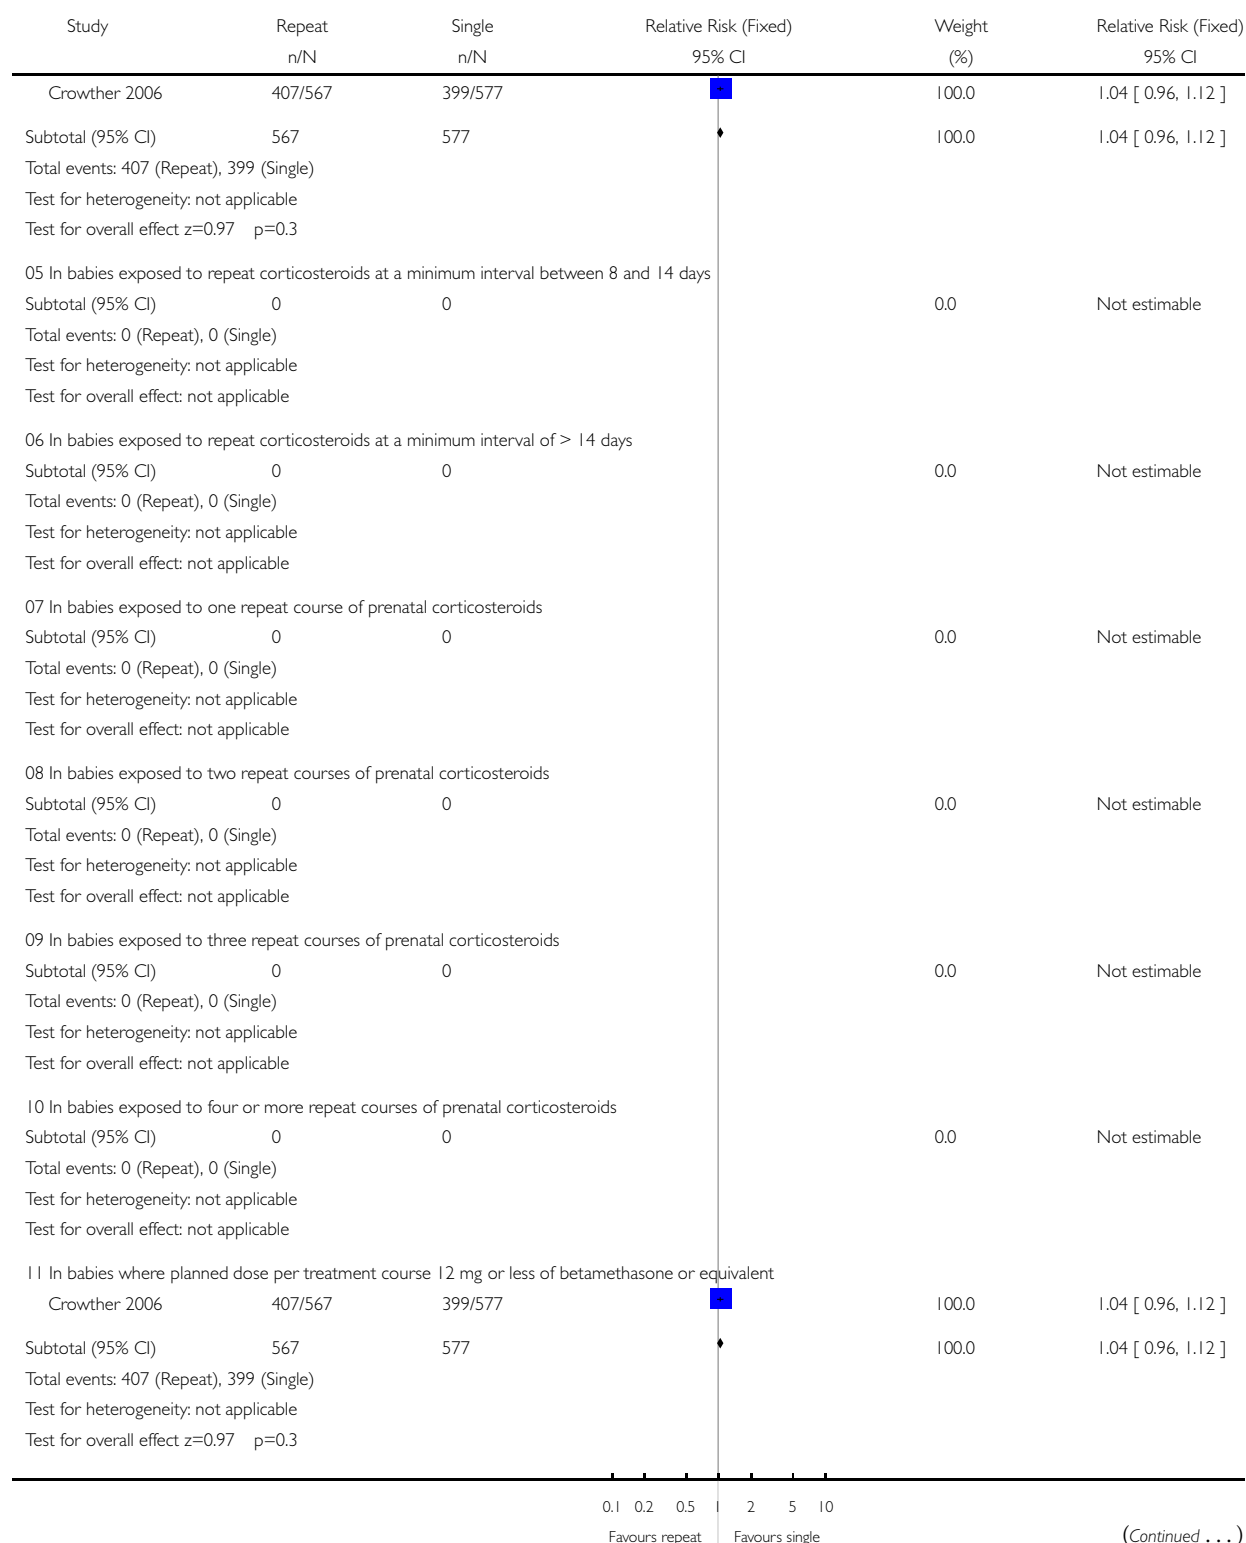 Study Repeat Single Relative Risk (Fixed) Weight Relative Risk (Fixed)
n/N n/N 95% CI (%) 95% CI
Crowther 2006 407/567 399/577 100.0 1.04 [ 0.96, 1.12 ]
Subtotal (95% CI) 567 577 100.0 1.04 [ 0.96, 1.12 ]
Total events: 407 (Repeat), 399 (Single)
Test for heterogeneity: not applicable
Test for overall effect z=0.97 p=0.3
05 In babies exposed to repeat corticosteroids at a minimum interval between 8 and 14 days
Subtotal (95% CI) 0 0 0.0 Not estimable
Total events: 0 (Repeat), 0 (Single)
Test for heterogeneity: not applicable
Test for overall effect: not applicable
06 In babies exposed to repeat corticosteroids at a minimum interval of > 14 days
Subtotal (95% CI) 0 0 0.0 Not estimable
Total events: 0 (Repeat), 0 (Single)
Test for heterogeneity: not applicable
Test for overall effect: not applicable
07 In babies exposed to one repeat course of prenatal corticosteroids
Subtotal (95% CI) 0 0 0.0 Not estimable
Total events: 0 (Repeat), 0 (Single)
Test for heterogeneity: not applicable
Test for overall effect: not applicable
08 In babies exposed to two repeat courses of prenatal corticosteroids
Subtotal (95% CI) 0 0 0.0 Not estimable
Total events: 0 (Repeat), 0 (Single)
Test for heterogeneity: not applicable
Test for overall effect: not applicable
09 In babies exposed to three repeat courses of prenatal corticosteroids
Subtotal (95% CI) 0 0 0.0 Not estimable
Total events: 0 (Repeat), 0 (Single)
Test for heterogeneity: not applicable
Test for overall effect: not applicable
10 In babies exposed to four or more repeat courses of prenatal corticosteroids
Subtotal (95% CI) 0 0 0.0 Not estimable
Total events: 0 (Repeat), 0 (Single)
Test for heterogeneity: not applicable
Test for overall effect: not applicable
11 In babies where planned dose per treatment course 12 mg or less of betamethasone or equivalent
Crowther 2006 407/567 399/577 100.0 1.04 [ 0.96, 1.12 ]
Subtotal (95% CI) 567 577 100.0 1.04 [ 0.96, 1.12 ]
Total events: 407 (Repeat), 399 (Single)
Test for heterogeneity: not applicable
Test for overall effect z=0.97 p=0.3
0.1 0.2 0.5 1 2 5 10
Favours repeat Favours single (Continued . . . )